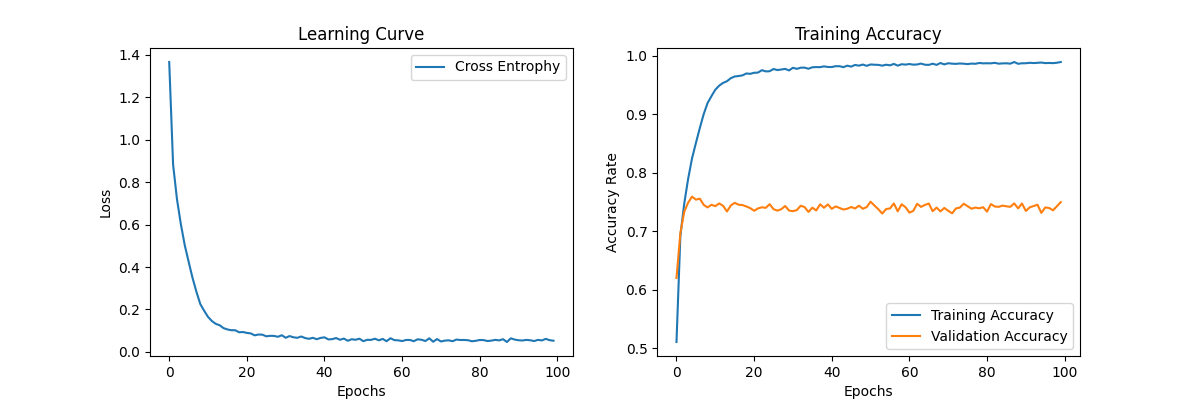 Learning Curve
Cross Entrophy
1.4
1.2
1.0
0.8
0.6
0.4
0.2
0.0
Loss
0 20 40 60 80 100
Epochs
Training Accuracy
1.0
0.9
0.8
0.7
0.6
0.5
Accuracy Rate
Training Accuracy
Validation Accuracy
0 20 40 60 80 100
Epochs